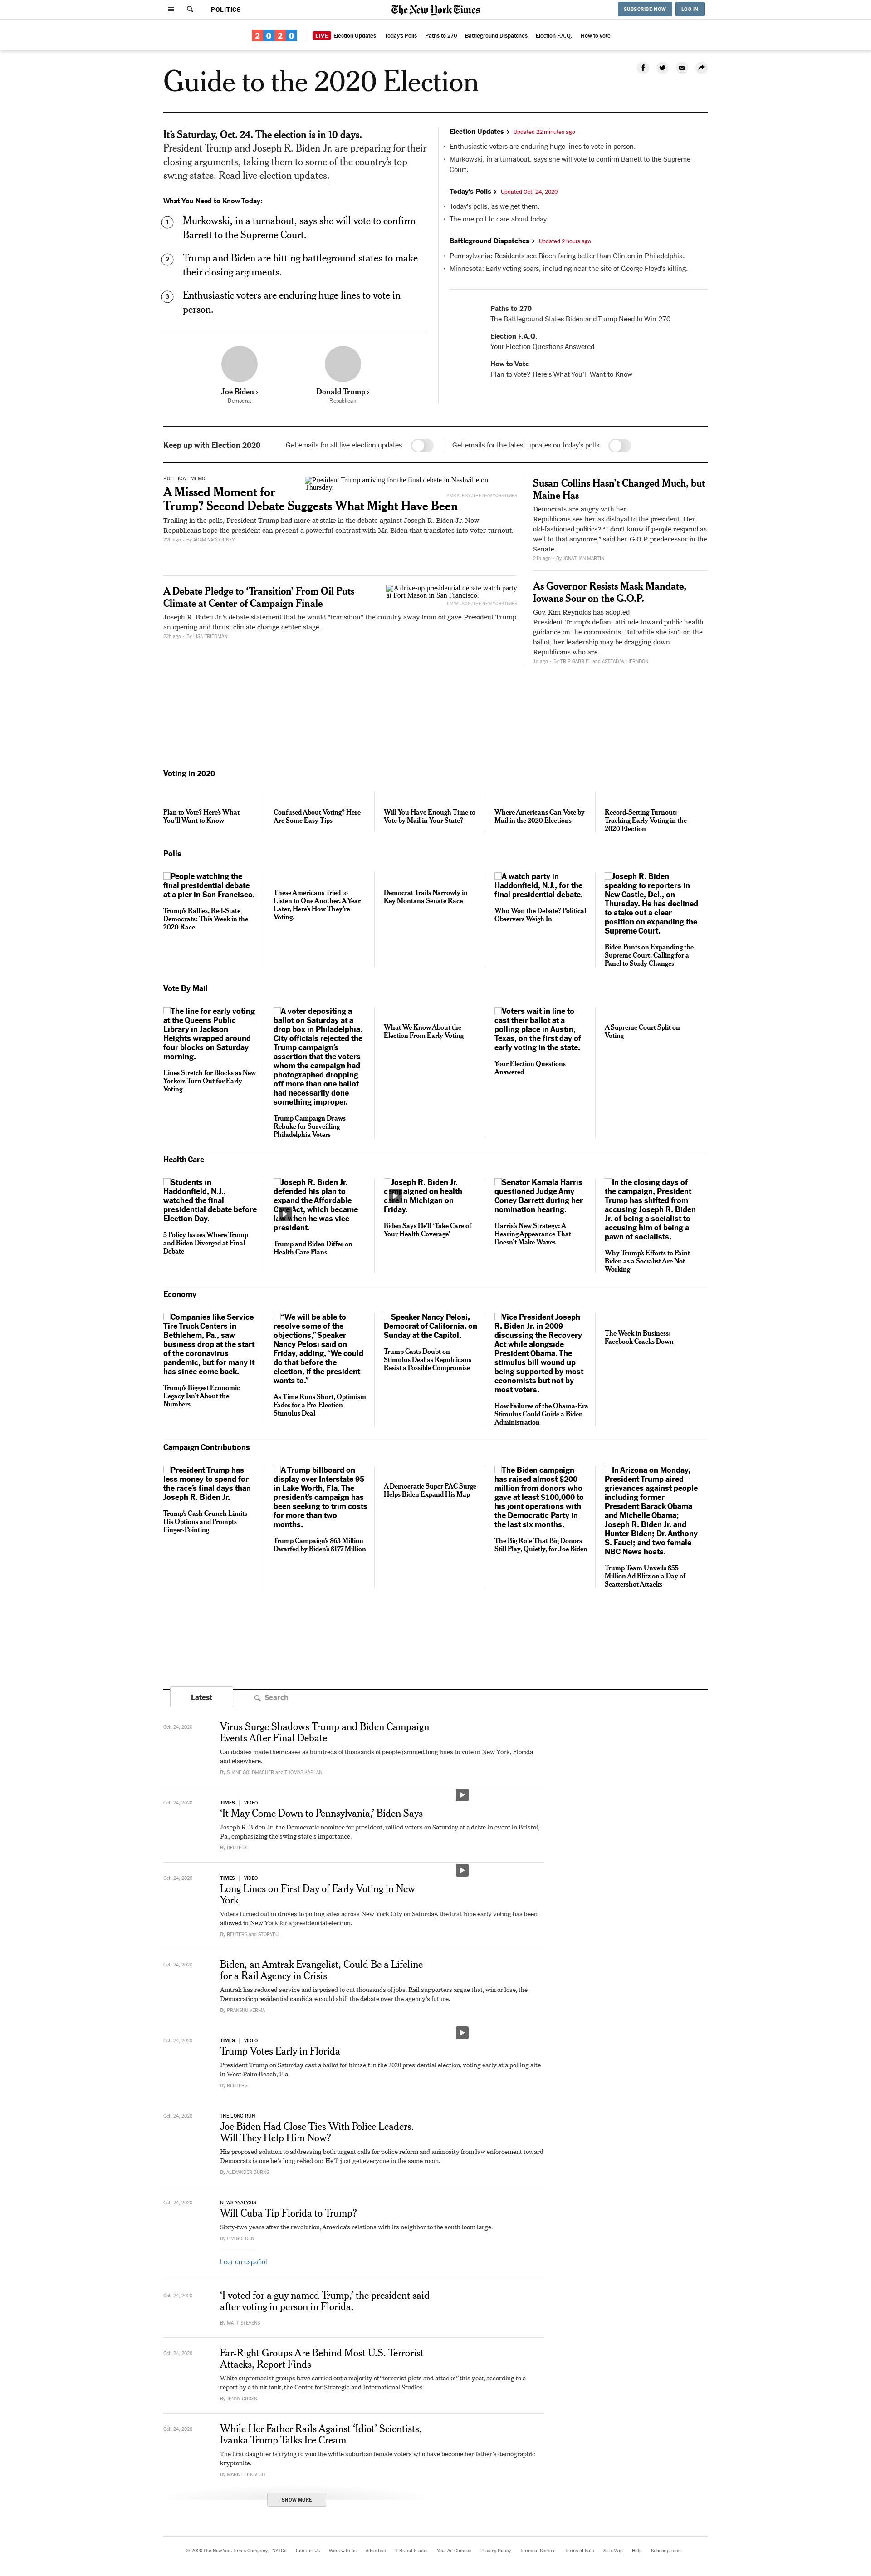 POLITICS
The New York Times
SUBSCRIBE NOW
LOG IN
2020
LIVE Election Updates
Today's Polls
Paths to 270
Battleground Dispatches
Election F.A.Q.
How to Vote
Guide to the 2020 Election
It's Saturday, Oct. 24. The election is in 10 days.
President Trump and Joseph R. Biden Jr. are preparing for their
closing arguments, taking them to some of the country's top
swing states. Read live election updates.
What You Need to Know Today:
1 Murkowski, in a turnabout, says she will vote to confirm
Barrett to the Supreme Court.
2 Trump and Biden are hitting battleground states to make
their closing arguments.
3 Enthusiastic voters are enduring huge lines to vote in
person.
Joe Biden ›
Democrat
Donald Trump ›
Republican
Election Updates › Updated 22 minutes ago
• Enthusiastic voters are enduring huge lines to vote in person.
• Murkowski, in a turnabout, says she will vote to confirm Barrett to the Supreme
Court.
Today's Polls › Updated Oct. 24, 2020
• Today's polls, as we get them.
• The one poll to care about today.
Battleground Dispatches › Updated 2 hours ago
• Pennsylvania: Residents see Biden faring better than Clinton in Philadelphia.
• Minnesota: Early voting soars, including near the site of George Floyd's killing.
Paths to 270
The Battleground States Biden and Trump Need to Win 270
Election F.A.Q.
Your Election Questions Answered
How to Vote
Plan to Vote? Here's What You'll Want to Know
Keep up with Election 2020
Get emails for all live election updates
Get emails for the latest updates on today's polls
POLITICAL MEMO
President Trump arriving for the final debate in Nashville on
Thursday.
AMR ALFIKY/THE NEW YORK TIMES
A Missed Moment for
Trump? Second Debate Suggests What Might Have Been
Trailing in the polls, President Trump had more at stake in the debate against Joseph R. Biden Jr. Now
Republicans hope the president can present a powerful contrast with Mr. Biden that translates into voter turnout.
22h ago • By ADAM NAGOURNEY
A Debate Pledge to 'Transition' From Oil Puts
Climate at Center of Campaign Finale
A drive-up presidential debate watch party
at Fort Mason in San Francisco.
JIM WILSON/THE NEW YORK TIMES
Joseph R. Biden Jr.'s debate statement that he would "transition" the country away from oil gave President Trump
an opening and thrust climate change center stage.
22h ago • By LISA FRIEDMAN
Susan Collins Hasn't Changed Much, but
Maine Has
Democrats are angry with her.
Republicans see her as disloyal to the president. Her
old-fashioned politics? "I don't know if people respond as
well to that anymore," said her G.O.P. predecessor in the
Senate.
21h ago • By JONATHAN MARTIN
As Governor Resists Mask Mandate,
Iowans Sour on the G.O.P.
Gov. Kim Reynolds has adopted
President Trump's defiant attitude toward public health
guidance on the coronavirus. But while she isn't on the
ballot, her leadership may be dragging down
Republicans who are.
1d ago • By TRIP GABRIEL and ASTEAD W. HERNDON
Voting in 2020
Plan to Vote? Here's What
You'll Want to Know
Confused About Voting? Here
Are Some Easy Tips
Will You Have Enough Time to
Vote by Mail in Your State?
Where Americans Can Vote by
Mail in the 2020 Elections
Record-Setting Turnout:
Tracking Early Voting in the
2020 Election
Polls
People watching the
final presidential debate
at a pier in San Francisco.
Trump's Rallies, Red-State
Democrats: This Week in the
2020 Race
These Americans Tried to
Listen to One Another. A Year
Later, Here's How They're
Voting.
Democrat Trails Narrowly in
Key Montana Senate Race
A watch party in
Haddonfield, N.J., for the
final presidential debate.
Who Won the Debate? Political
Observers Weigh In
Joseph R. Biden
speaking to reporters in
New Castle, Del., on
Thursday. He has declined
to stake out a clear
position on expanding the
Supreme Court.
Biden Punts on Expanding the
Supreme Court, Calling for a
Panel to Study Changes
Vote By Mail
The line for early voting
at the Queens Public
Library in Jackson
Heights wrapped around
four blocks on Saturday
morning.
Lines Stretch for Blocks as New
Yorkers Turn Out for Early
Voting
A voter depositing a
ballot on Saturday at a
drop box in Philadelphia.
City officials rejected the
Trump campaign's
assertion that the voters
whom the campaign had
photographed dropping
off more than one ballot
had necessarily done
something improper.
Trump Campaign Draws
Rebuke for Surveilling
Philadelphia Voters
What We Know About the
Election From Early Voting
Voters wait in line to
cast their ballot at a
polling place in Austin,
Texas, on the first day of
early voting in the state.
Your Election Questions
Answered
A Supreme Court Split on
Voting
Health Care
Students in
Haddonfield, N.J.,
watched the final
presidential debate before
Election Day.
5 Policy Issues Where Trump
and Biden Diverged at Final
Debate
Joseph R. Biden Jr.
defended his plan to
expand the Affordable
Act, which became
when he was vice
president.
Trump and Biden Differ on
Health Care Plans
Joseph R. Biden Jr.
campaigned on health
in Michigan on
Friday.
Biden Says He'll 'Take Care of
Your Health Coverage'
Senator Kamala Harris
questioned Judge Amy
Coney Barrett during her
nomination hearing.
Harris's New Strategy: A
Hearing Appearance That
Doesn't Make Waves
In the closing days of
the campaign, President
Trump has shifted from
accusing Joseph R. Biden
Jr. of being a socialist to
accusing him of being a
pawn of socialists.
Why Trump's Efforts to Paint
Biden as a Socialist Are Not
Working
Economy
Companies like Service
Tire Truck Centers in
Bethlehem, Pa., saw
business drop at the start
of the coronavirus
pandemic, but for many it
has since come back.
Trump's Biggest Economic
Legacy Isn't About the
Numbers
"We will be able to
resolve some of the
objections," Speaker
Nancy Pelosi said on
Friday, adding, "We could
do that before the
election, if the president
wants to."
As Time Runs Short, Optimism
Fades for a Pre-Election
Stimulus Deal
Speaker Nancy Pelosi,
Democrat of California, on
Sunday at the Capitol.
Trump Casts Doubt on
Stimulus Deal as Republicans
Resist a Possible Compromise
Vice President Joseph
R. Biden Jr. in 2009
discussing the Recovery
Act while alongside
President Obama. The
stimulus bill wound up
being supported by most
economists but not by
most voters.
How Failures of the Obama-Era
Stimulus Could Guide a Biden
Administration
The Week in Business:
Facebook Cracks Down
Campaign Contributions
President Trump has
less money to spend for
the race's final days than
Joseph R. Biden Jr.
Trump's Cash Crunch Limits
His Options and Prompts
Finger-Pointing
A Trump billboard on
display over Interstate 95
in Lake Worth, Fla. The
president's campaign has
been seeking to trim costs
for more than two
months.
Trump Campaign's $63 Million
Dwarfed by Biden's $177 Million
A Democratic Super PAC Surge
Helps Biden Expand His Map
The Biden campaign
has raised almost $200
million from donors who
gave at least $100,000 to
his joint operations with
the Democratic Party in
the last six months.
The Big Role That Big Donors
Still Play, Quietly, for Joe Biden
In Arizona on Monday,
President Trump aired
grievances against people
including former
President Barack Obama
and Michelle Obama;
Joseph R. Biden Jr. and
Hunter Biden; Dr. Anthony
S. Fauci; and two female
NBC News hosts.
Trump Team Unveils $55
Million Ad Blitz on a Day of
Scattershot Attacks
Latest
Search
Oct. 24, 2020
Virus Surge Shadows Trump and Biden Campaign
Events After Final Debate
Candidates made their cases as hundreds of thousands of people jammed long lines to vote in New York, Florida
and elsewhere.
By SHANE GOLDMACHER and THOMAS KAPLAN
Oct. 24, 2020
TIMES | VIDEO
'It May Come Down to Pennsylvania,' Biden Says
Joseph R. Biden Jr., the Democratic nominee for president, rallied voters on Saturday at a drive-in event in Bristol,
Pa., emphasizing the swing state's importance.
By REUTERS
Oct. 24, 2020
TIMES | VIDEO
Long Lines on First Day of Early Voting in New
York
Voters turned out in droves to polling sites across New York City on Saturday, the first time early voting has been
allowed in New York for a presidential election.
By REUTERS and STORYFUL
Oct. 24, 2020
Biden, an Amtrak Evangelist, Could Be a Lifeline
for a Rail Agency in Crisis
Amtrak has reduced service and is poised to cut thousands of jobs. Rail supporters argue that, win or lose, the
Democratic presidential candidate could shift the debate over the agency's future.
By PRANSHU VERMA
Oct. 24, 2020
TIMES | VIDEO
Trump Votes Early in Florida
President Trump on Saturday cast a ballot for himself in the 2020 presidential election, voting early at a polling site
in West Palm Beach, Fla.
By REUTERS
Oct. 24, 2020
THE LONG RUN
Joe Biden Had Close Ties With Police Leaders.
Will They Help Him Now?
His proposed solution to addressing both urgent calls for police reform and animosity from law enforcement toward
Democrats is one he's long relied on: He'll just get everyone in the same room.
By ALEXANDER BURNS
Oct. 24, 2020
NEWS ANALYSIS
Will Cuba Tip Florida to Trump?
Sixty-two years after the revolution, America's relations with its neighbor to the south loom large.
By TIM GOLDEN
Leer en español
Oct. 24, 2020
'I voted for a guy named Trump,' the president said
after voting in person in Florida.
By MATT STEVENS
Oct. 24, 2020
Far-Right Groups Are Behind Most U.S. Terrorist
Attacks, Report Finds
White supremacist groups have carried out a majority of "terrorist plots and attacks" this year, according to a
report by a think tank, the Center for Strategic and International Studies.
By JENNY GROSS
Oct. 24, 2020
While Her Father Rails Against 'Idiot' Scientists,
Ivanka Trump Talks Ice Cream
The first daughter is trying to woo the white suburban female voters who have become her father's demographic
kryptonite.
By MARK LEIBOVICH
SHOW MORE
© 2020 The New York Times Company
NYTCo
Contact Us
Work with us
Advertise
T Brand Studio
Your Ad Choices
Privacy Policy
Terms of Service
Terms of Sale
Site Map
Help
Subscriptions